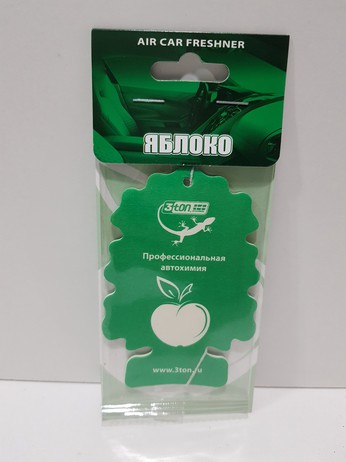 AIR CAR FRESHNER
ЯБЛОКО
3ton
Профессиональная
автохимия
www.3ton.ru